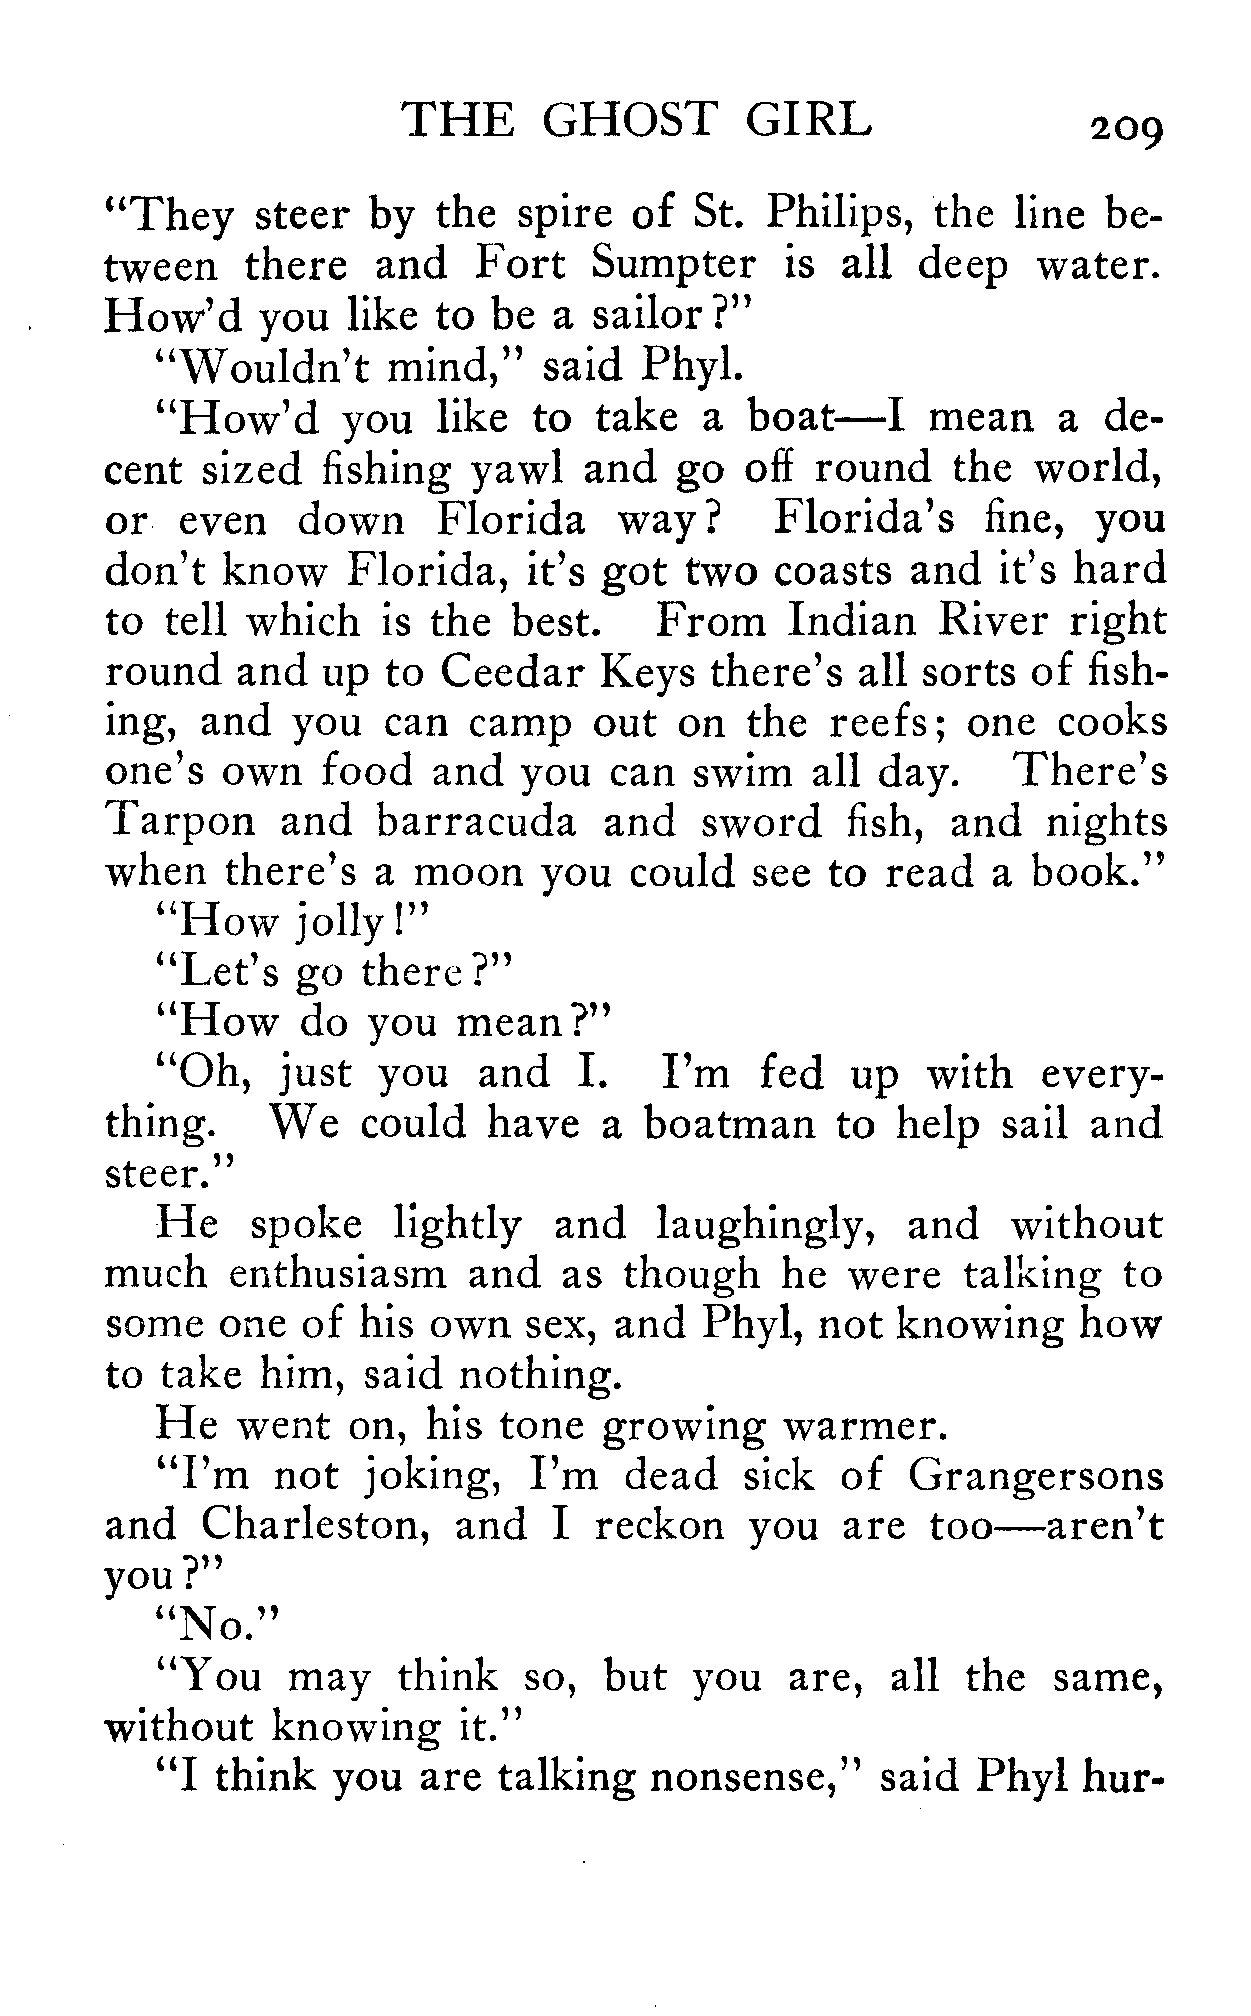 THE GHOST GIRL 209
"They steer by the spire of St. Philips, the line be-
tween there and Fort Sumpter is all deep water.
How'd you like to be a sailor?"
"Wouldn't mind," said Phyl.
"How'd you like to take a boat—I mean a de-
cent sized fishing yawl and go off round the world,
or even down Florida way? Florida's fine, you
don't know Florida, it's got two coasts and it's hard
to tell which is the best. From Indian River right
round and up to Ceedar Keys there's all sorts of fish-
ing, and you can camp out on the reefs; one cooks
one's own food and you can swim all day. There's
Tarpon and barracuda and sword fish, and nights
when there's a moon you could see to read a book."
"How jolly!"
"Let's go there?"
"How do you mean?"
"Oh, just you and I. I'm fed up with every-
thing. We could have a boatman to help sail and
steer."
He spoke lightly and laughingly, and without
much enthusiasm and as though he were talking to
some one of his own sex, and Phyl, not knowing how
to take him, said nothing.
He went on, his tone growing warmer.
"I'm not joking, I'm dead sick of Grangersons
and Charleston, and I reckon you are too—aren't
you?"
"No."
"You may think so, but you are, all the same,
without knowing it."
"I think you are talking nonsense," said Phyl hur-